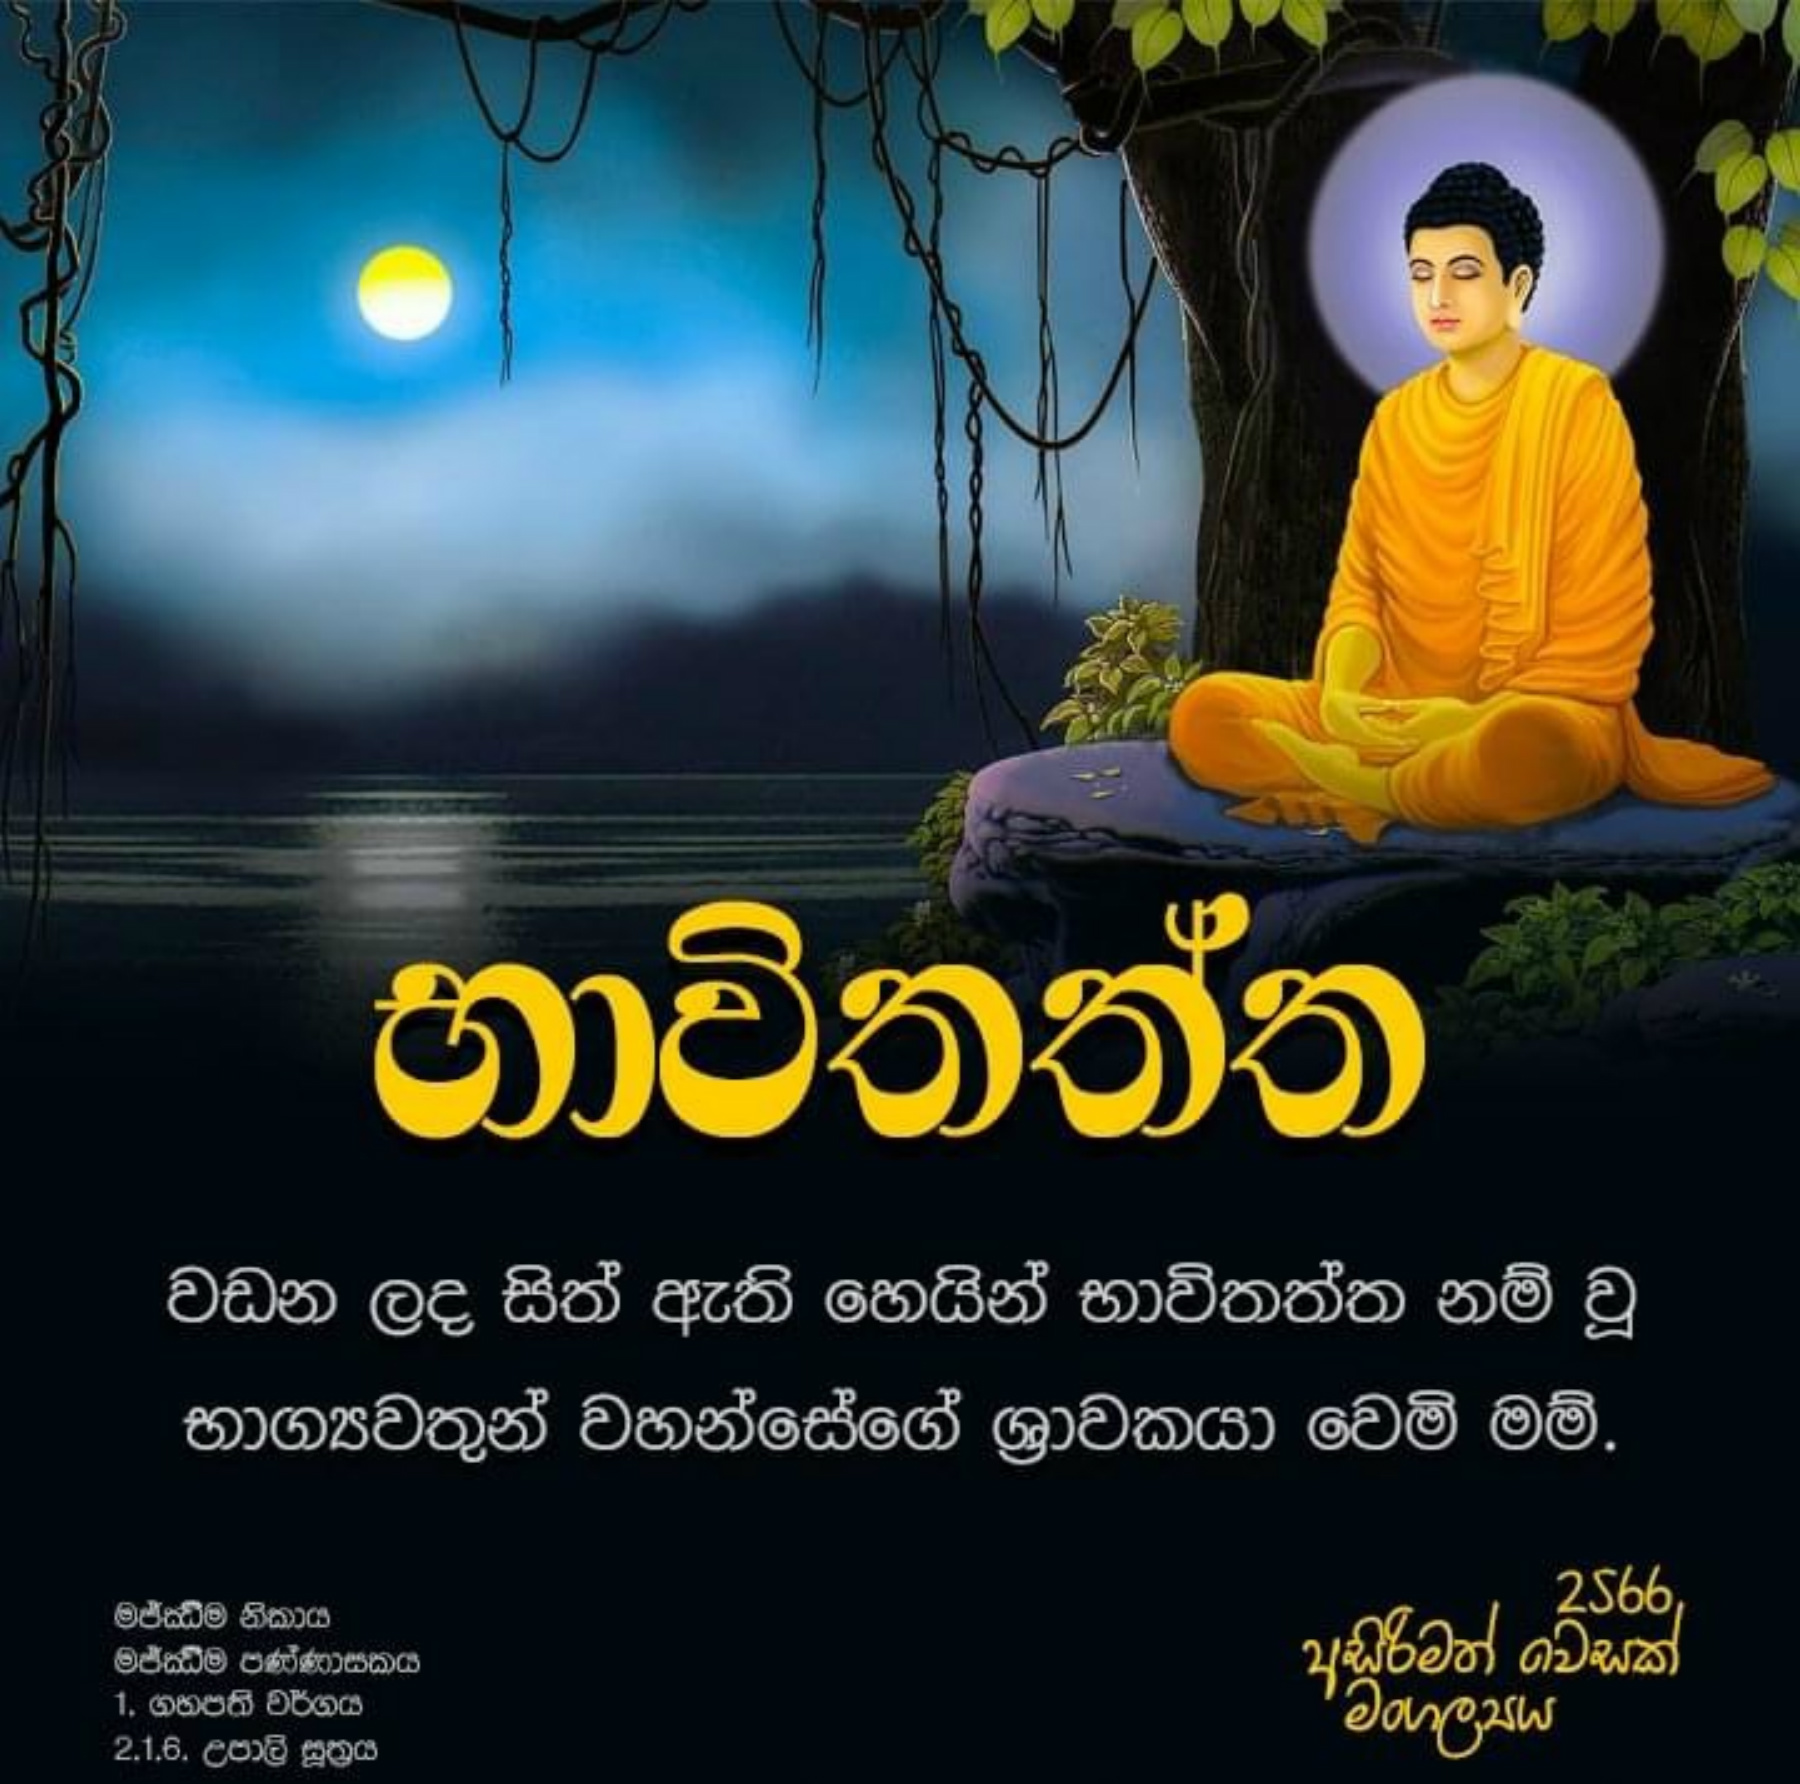 භාවිතත්ත
වඩන ලද සිත් ඇති හෙයින් භාවිතත්ත නම් වූ
භාග්‍යවතුන් වහන්සේගේ ශ්‍රාවකයා වෙමි මම්.
මජ්ඣිම නිකාය
මජ්ඣිම පණ්ණාසකය
1. ගහපති වර්ගය
2.1.6. උපාලි සූත්‍රය
2566
අසිරිමත් වෙසක්
මංගල්‍යය